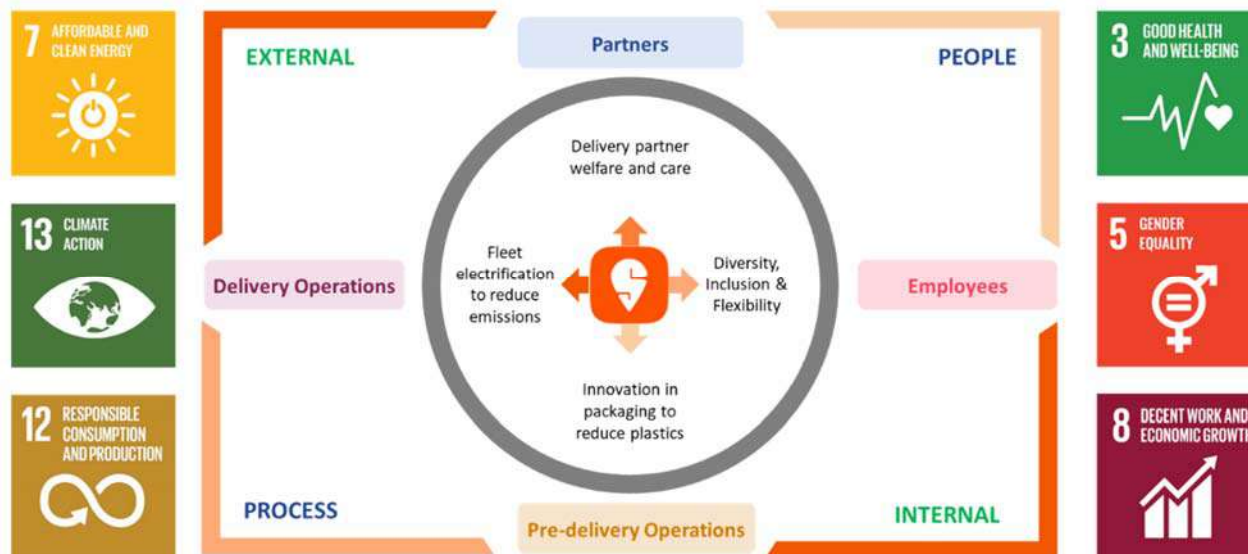 7 AFFORDABLE AND
CLEAN ENERGY
EXTERNAL
Partners
PEOPLE
3 GOOD HEALTH
AND WELL-BEING
Delivery partner
welfare and care
13 CLIMATE
ACTION
5 GENDER
EQUALITY
Delivery Operations
Fleet
electrification
to reduce
emissions
Diversity,
Inclusion &
Flexibility
Employees
Innovation in
packaging to
reduce plastics
12 RESPONSIBLE
CONSUMPTION
AND PRODUCTION
8 DECENT WORK AND
ECONOMIC GROWTH
PROCESS
Pre-delivery Operations
INTERNAL